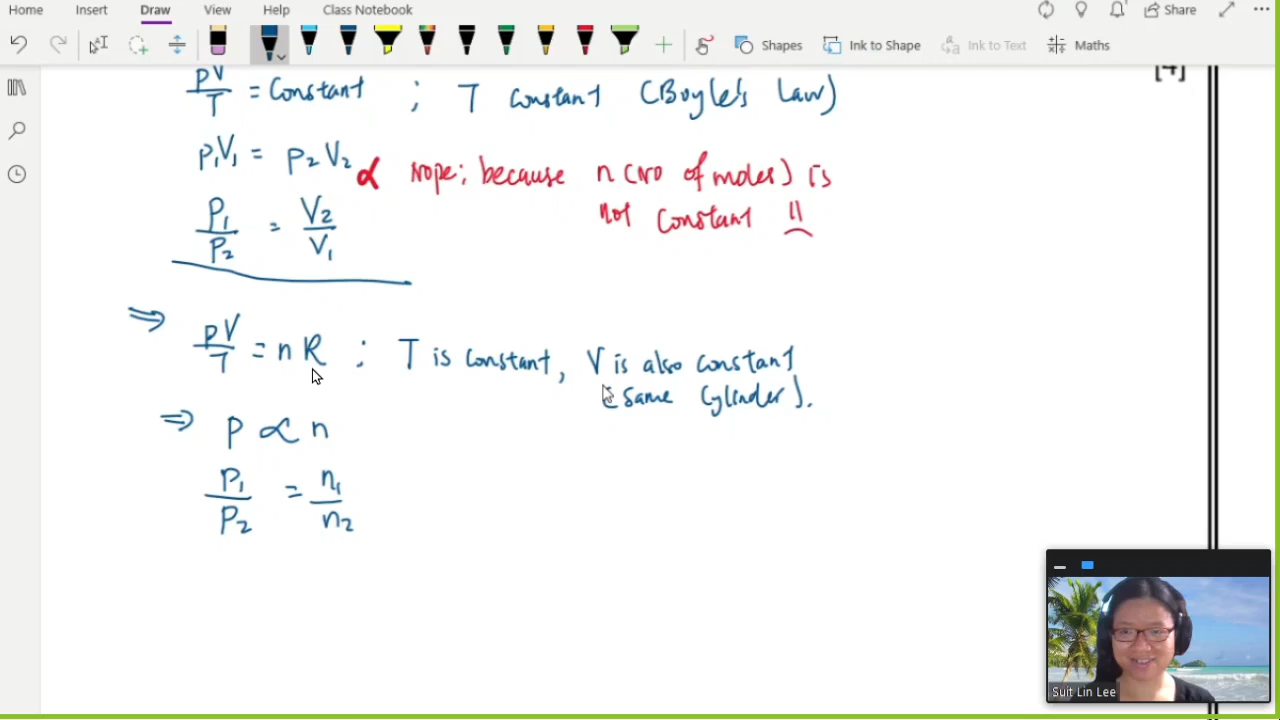 Home Insert Draw View Help Class Notebook Share
Shapes Ink to Shape Ink to Text Maths
[4]
pV/T = Constant ; T constant (Boyle's Law)
p₁V₁ = p₂V₂
α Nope; because n (no of moles) is
not constant !!
P₁/P₂ = V₂/V₁
⇒ pV/T = nR ; T is constant, V is also constant
(same cylinder).
⇒ p ∝ n
P₁/P₂ = n₁/n₂
Suit Lin Lee